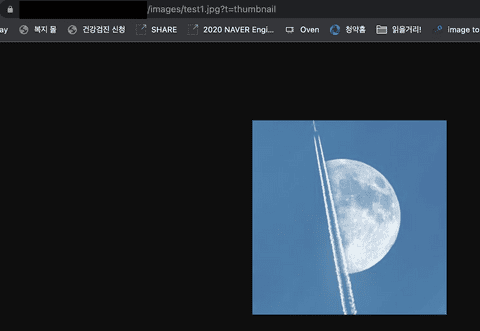 /images/test1.jpg?t=thumbnail
ay 복지 몰 건강검진 신청 SHARE 2020 NAVER Engi... Oven 청약홈 읽을거리! image to